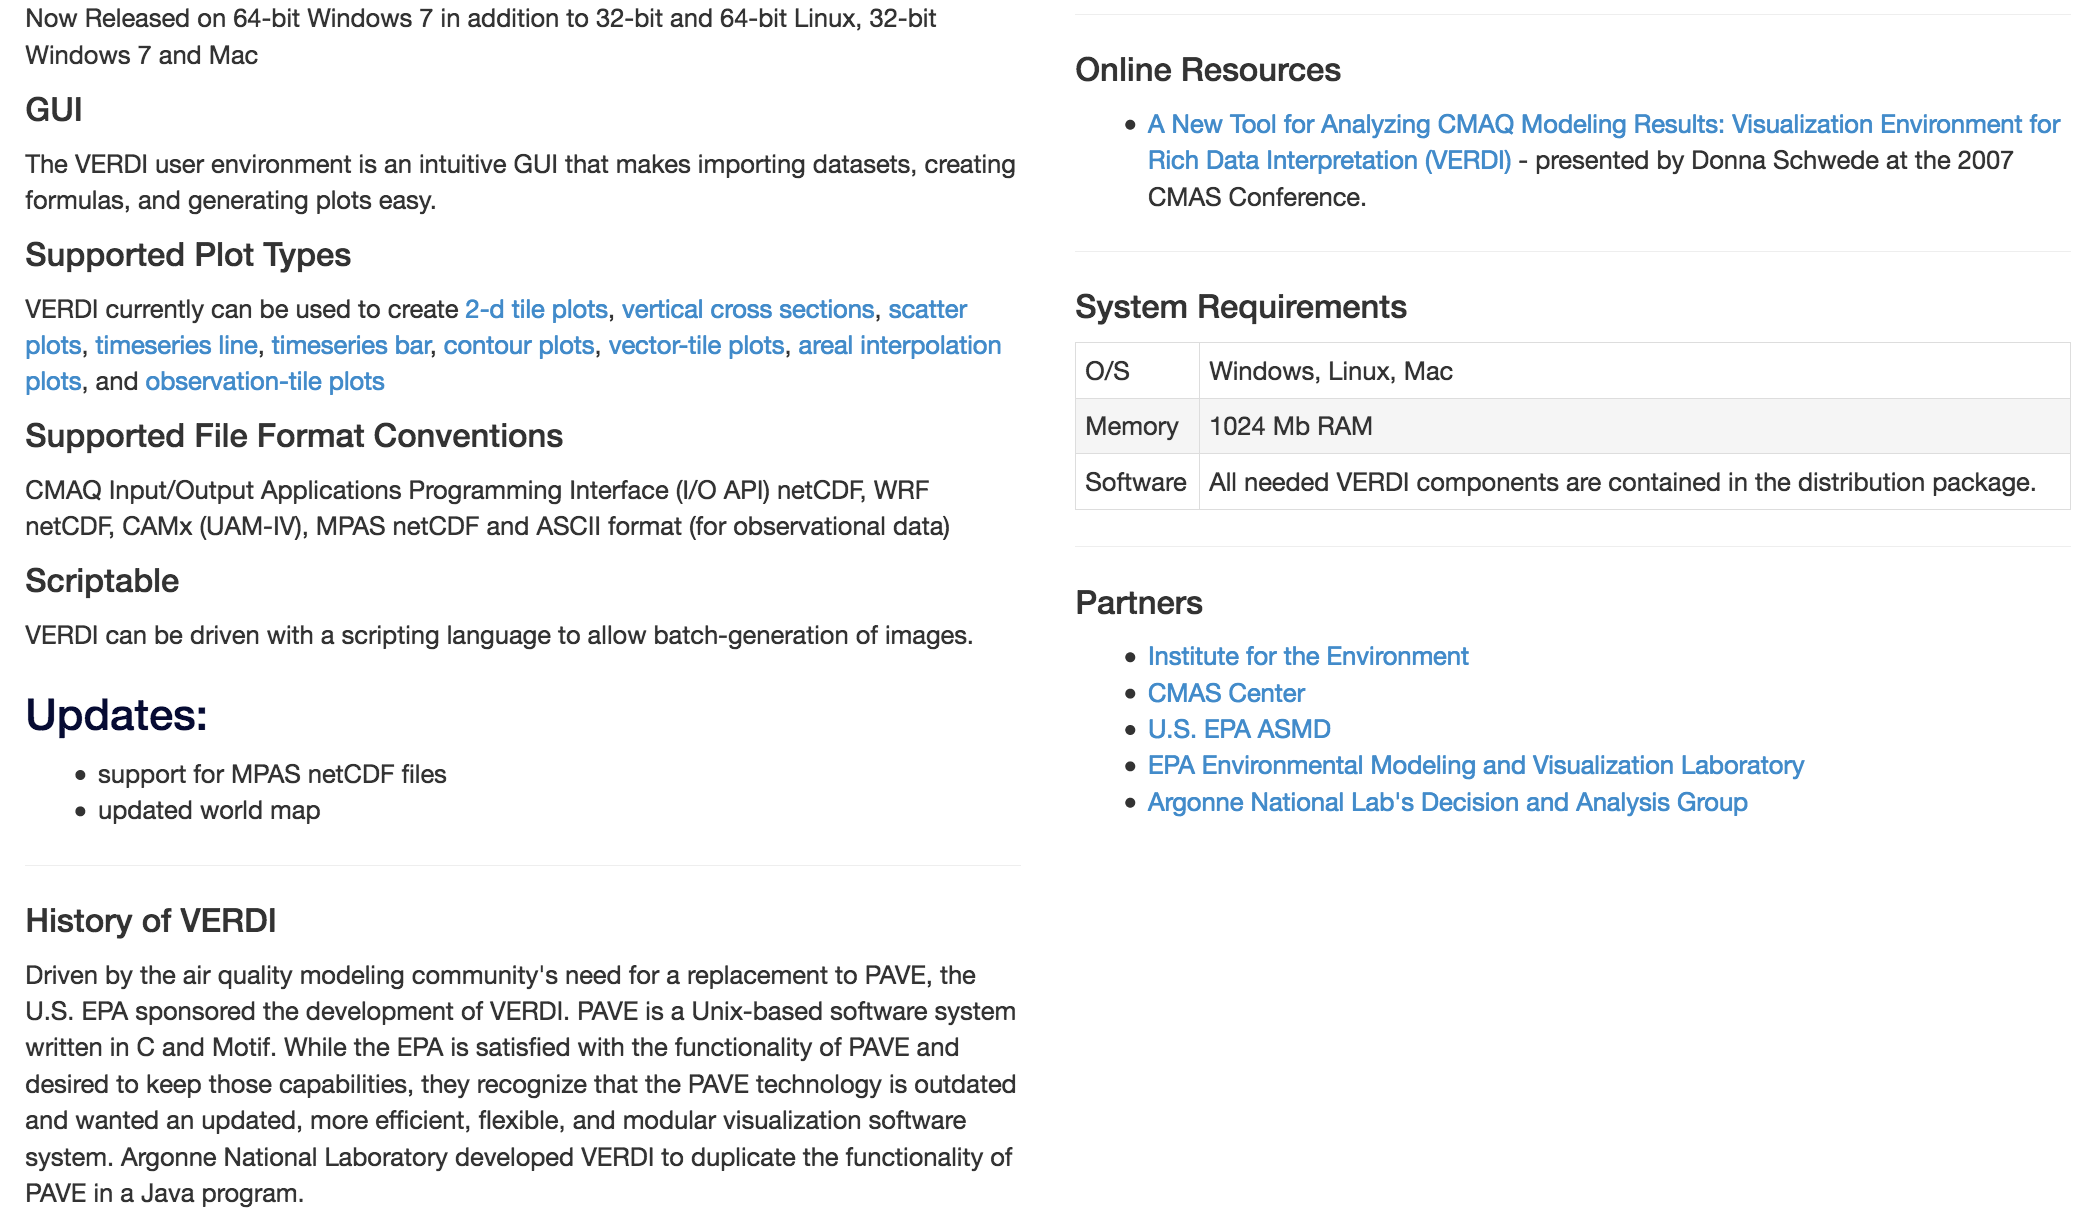 Now Released on 64-bit Windows 7 in addition to 32-bit and 64-bit Linux, 32-bit
Windows 7 and Mac
GUI
The VERDI user environment is an intuitive GUI that makes importing datasets, creating
formulas, and generating plots easy.
Supported Plot Types
VERDI currently can be used to create 2-d tile plots, vertical cross sections, scatter
plots, timeseries line, timeseries bar, contour plots, vector-tile plots, areal interpolation
plots, and observation-tile plots
Supported File Format Conventions
CMAQ Input/Output Applications Programming Interface (I/O API) netCDF, WRF
netCDF, CAMx (UAM-IV), MPAS netCDF and ASCII format (for observational data)
Scriptable
VERDI can be driven with a scripting language to allow batch-generation of images.
Updates:
• support for MPAS netCDF files
• updated world map
History of VERDI
Driven by the air quality modeling community's need for a replacement to PAVE, the
U.S. EPA sponsored the development of VERDI. PAVE is a Unix-based software system
written in C and Motif. While the EPA is satisfied with the functionality of PAVE and
desired to keep those capabilities, they recognize that the PAVE technology is outdated
and wanted an updated, more efficient, flexible, and modular visualization software
system. Argonne National Laboratory developed VERDI to duplicate the functionality of
PAVE in a Java program.
Online Resources
• A New Tool for Analyzing CMAQ Modeling Results: Visualization Environment for
Rich Data Interpretation (VERDI) - presented by Donna Schwede at the 2007
CMAS Conference.
System Requirements
O/S Windows, Linux, Mac
Memory 1024 Mb RAM
Software All needed VERDI components are contained in the distribution package.
Partners
• Institute for the Environment
• CMAS Center
• U.S. EPA ASMD
• EPA Environmental Modeling and Visualization Laboratory
• Argonne National Lab's Decision and Analysis Group